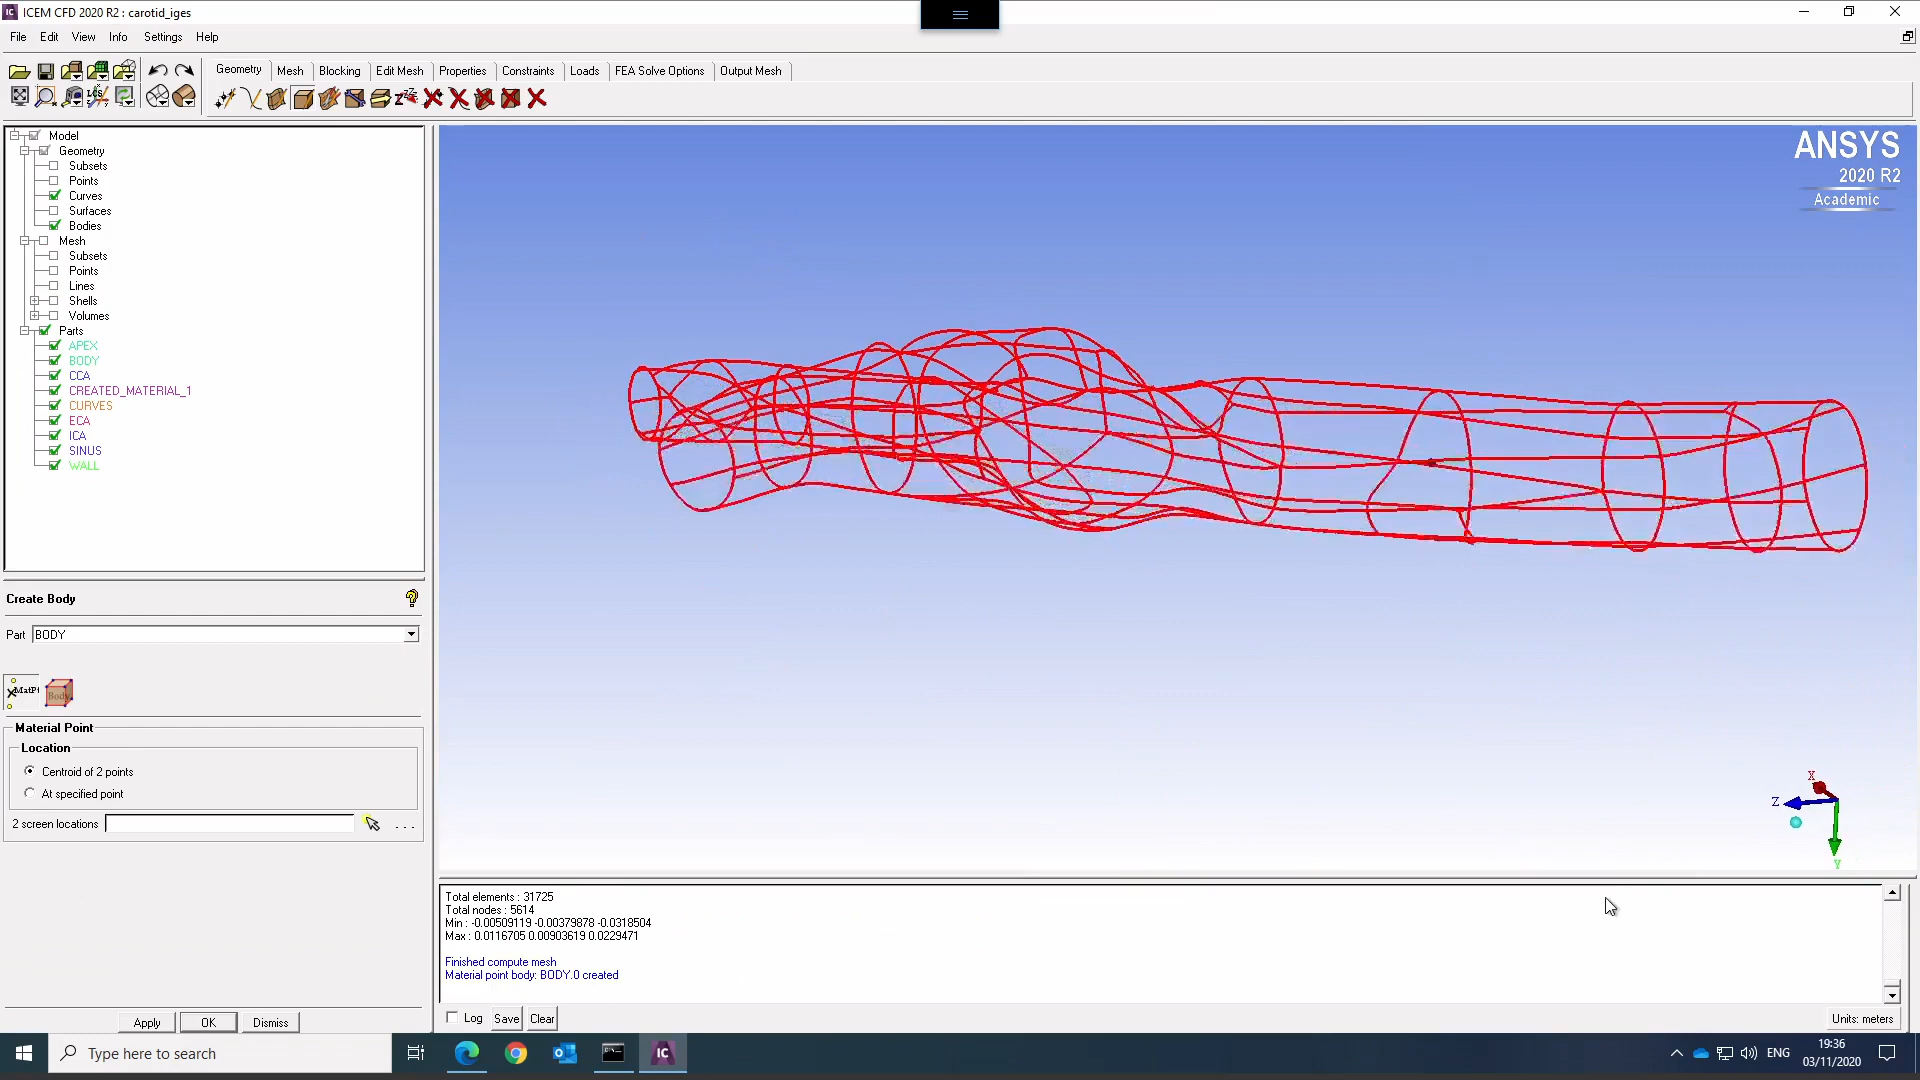 ICEM CFD 2020 R2 : carotid_iges
File Edit View Info Settings Help
Geometry Mesh Blocking Edit Mesh Properties Constraints Loads FEA Solve Options Output Mesh
LCS
Model
Geometry
Subsets
Points
Curves
Surfaces
Bodies
Mesh
Subsets
Points
Lines
Shells
Volumes
Parts
APEX
BODY
CCA
CREATED_MATERIAL_1
CURVES
ECA
ICA
SINUS
WALL
ANSYS
2020 R2
Academic
Create Body
Part BODY
MatPt Body
Material Point
Location
Centroid of 2 points
At specified point
2 screen locations ...
Apply OK Dismiss
X
Z
Y
Total elements : 31725
Total nodes : 5614
Min : -0.00509119 -0.00379878 -0.0318504
Max : 0.0116705 0.00903619 0.0229471
Finished compute mesh
Material point body: BODY.0 created
Log Save Clear
Units: meters
Type here to search
IC
ENG
19:36
03/11/2020